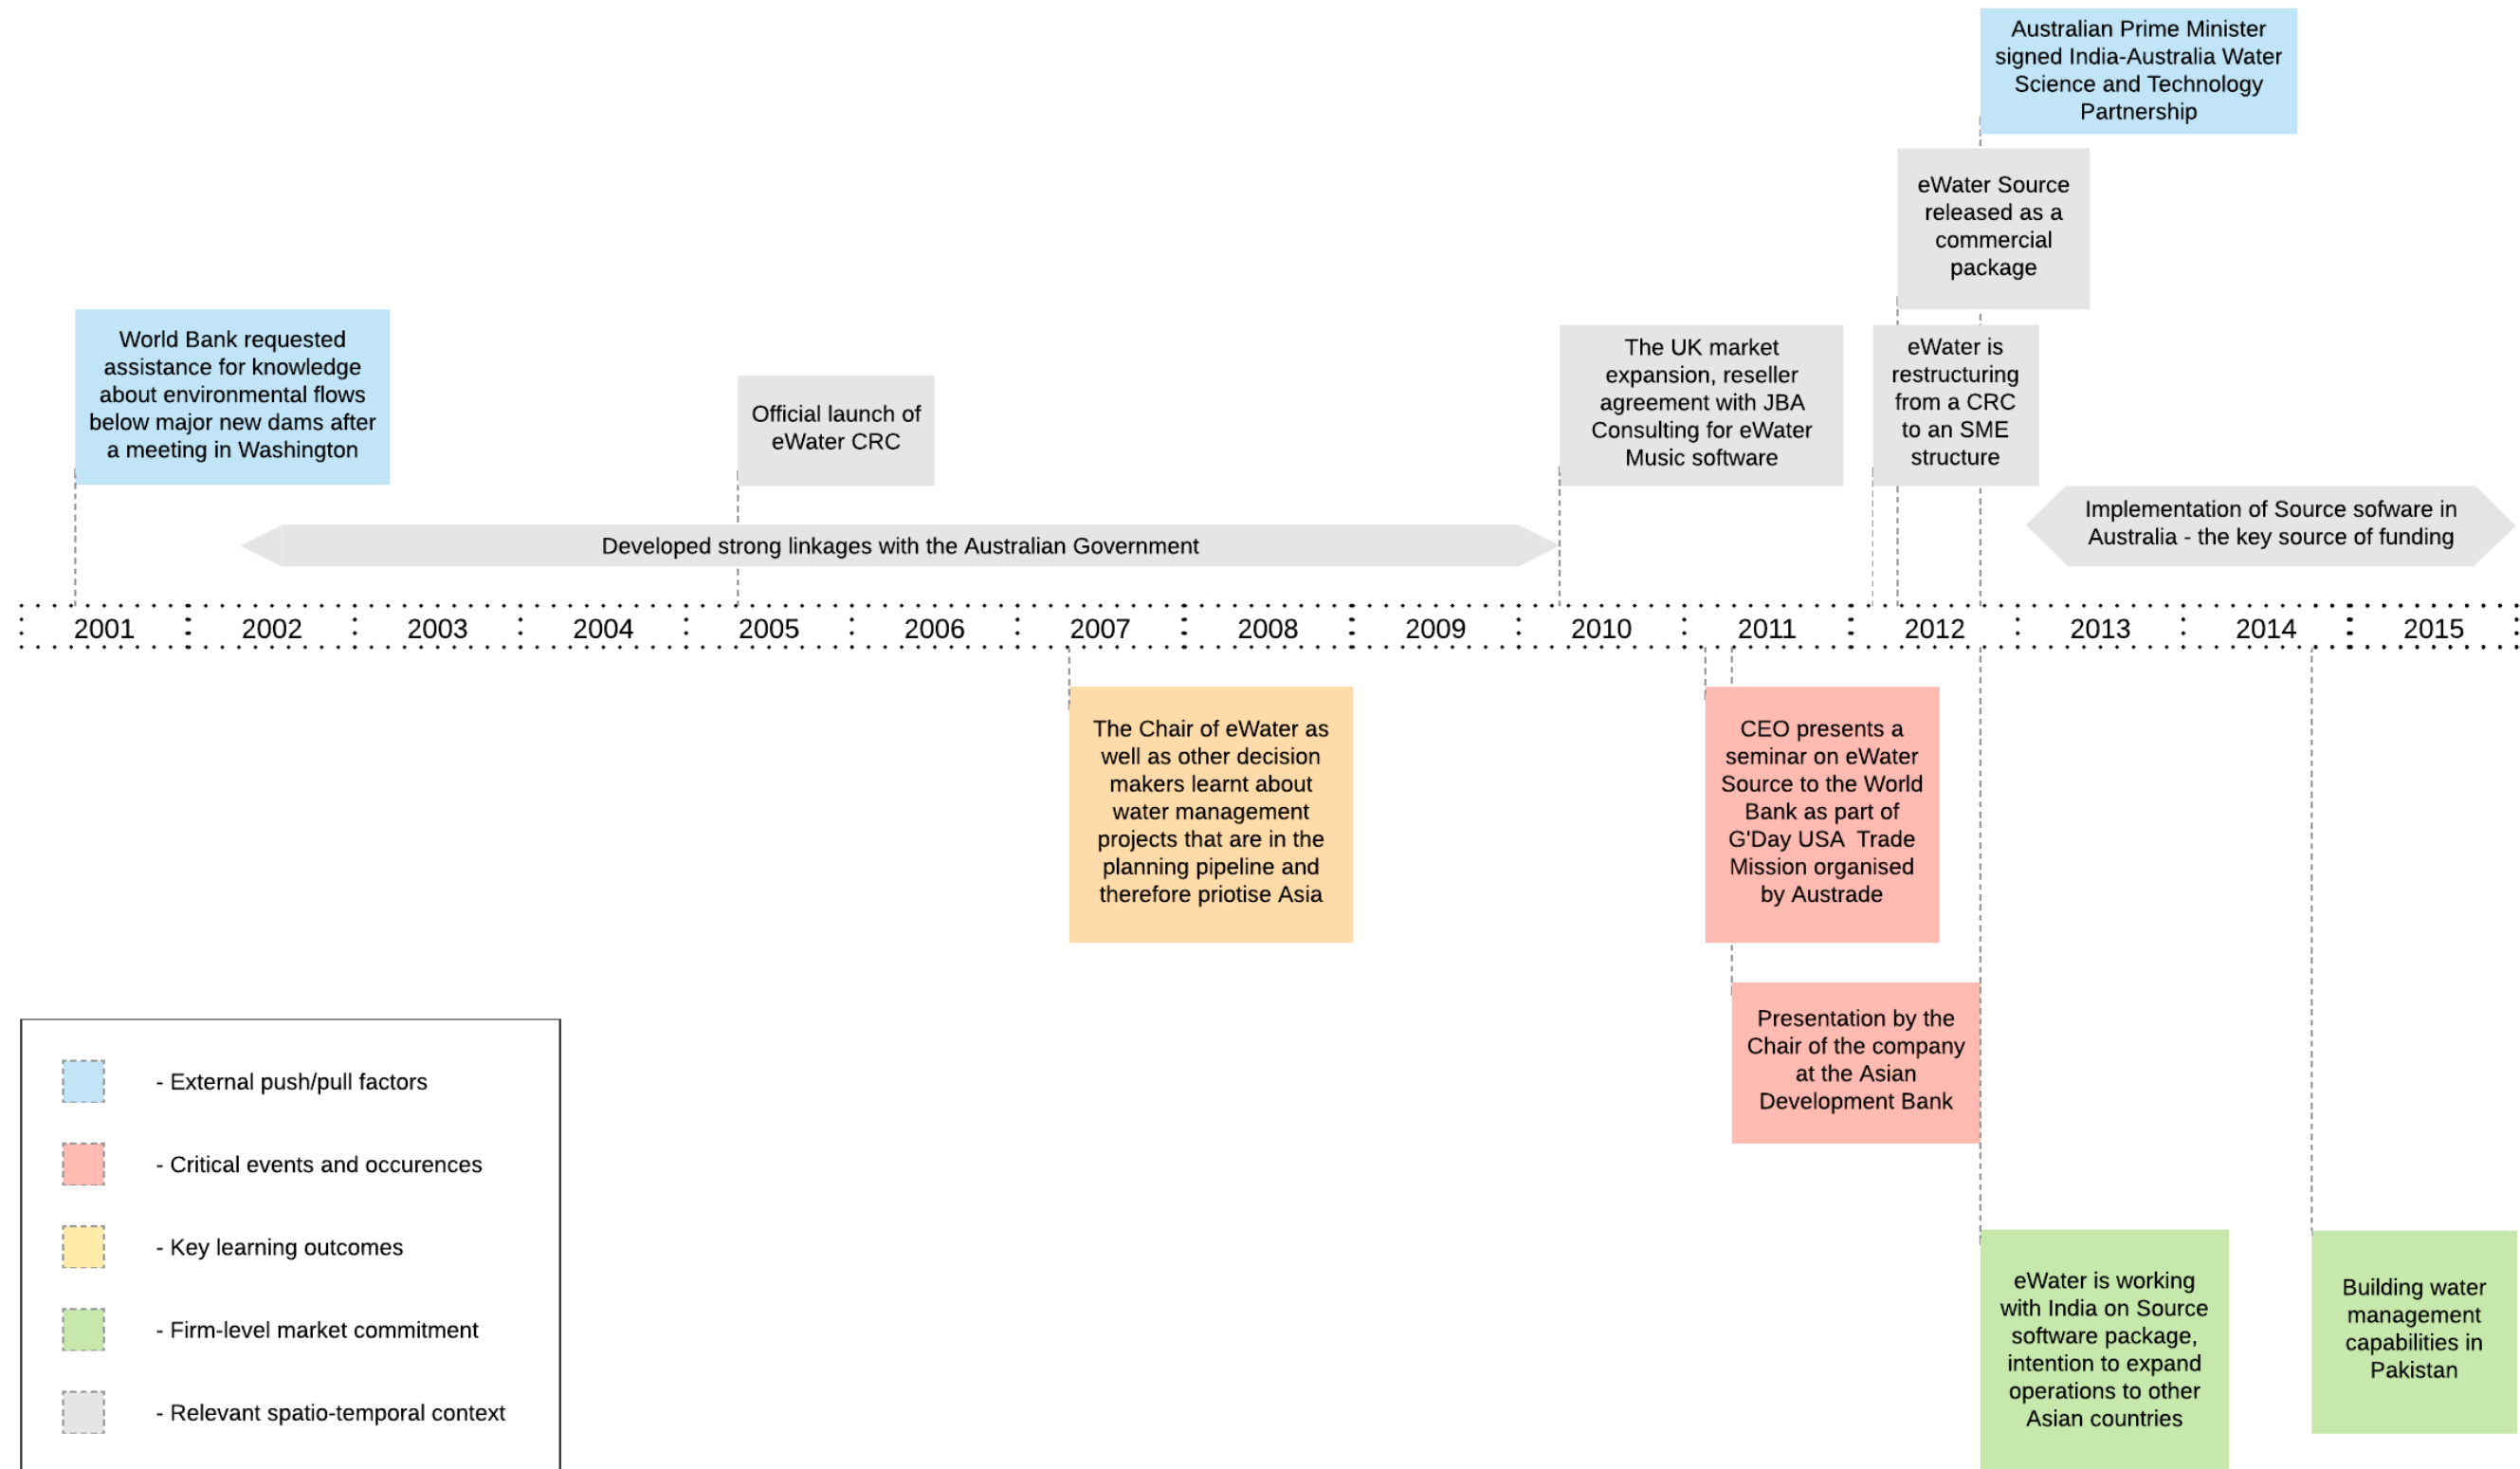 Australian Prime Minister
signed India-Australia Water
Science and Technology
Partnership
eWater Source
released as a
commercial
package
World Bank requested
assistance for knowledge
about environmental flows
below major new dams after
a meeting in Washington
Official launch of
eWater CRC
The UK market
expansion, reseller
agreement with JBA
Consulting for eWater
Music software
eWater is
restructuring
from a CRC
to an SME
structure
Developed strong linkages with the Australian Government
Implementation of Source sofware in
Australia - the key source of funding
2001 2002 2003 2004 2005 2006 2007 2008 2009 2010 2011 2012 2013 2014 2015
The Chair of eWater as
well as other decision
makers learnt about
water management
projects that are in the
planning pipeline and
therefore priotise Asia
CEO presents a
seminar on eWater
Source to the World
Bank as part of
G'Day USA  Trade
Mission organised
by Austrade
Presentation by the
Chair of the company
at the Asian
Development Bank
eWater is working
with India on Source
software package,
intention to expand
operations to other
Asian countries
Building water
management
capabilities in
Pakistan
- External push/pull factors
- Critical events and occurences
- Key learning outcomes
- Firm-level market commitment
- Relevant spatio-temporal context